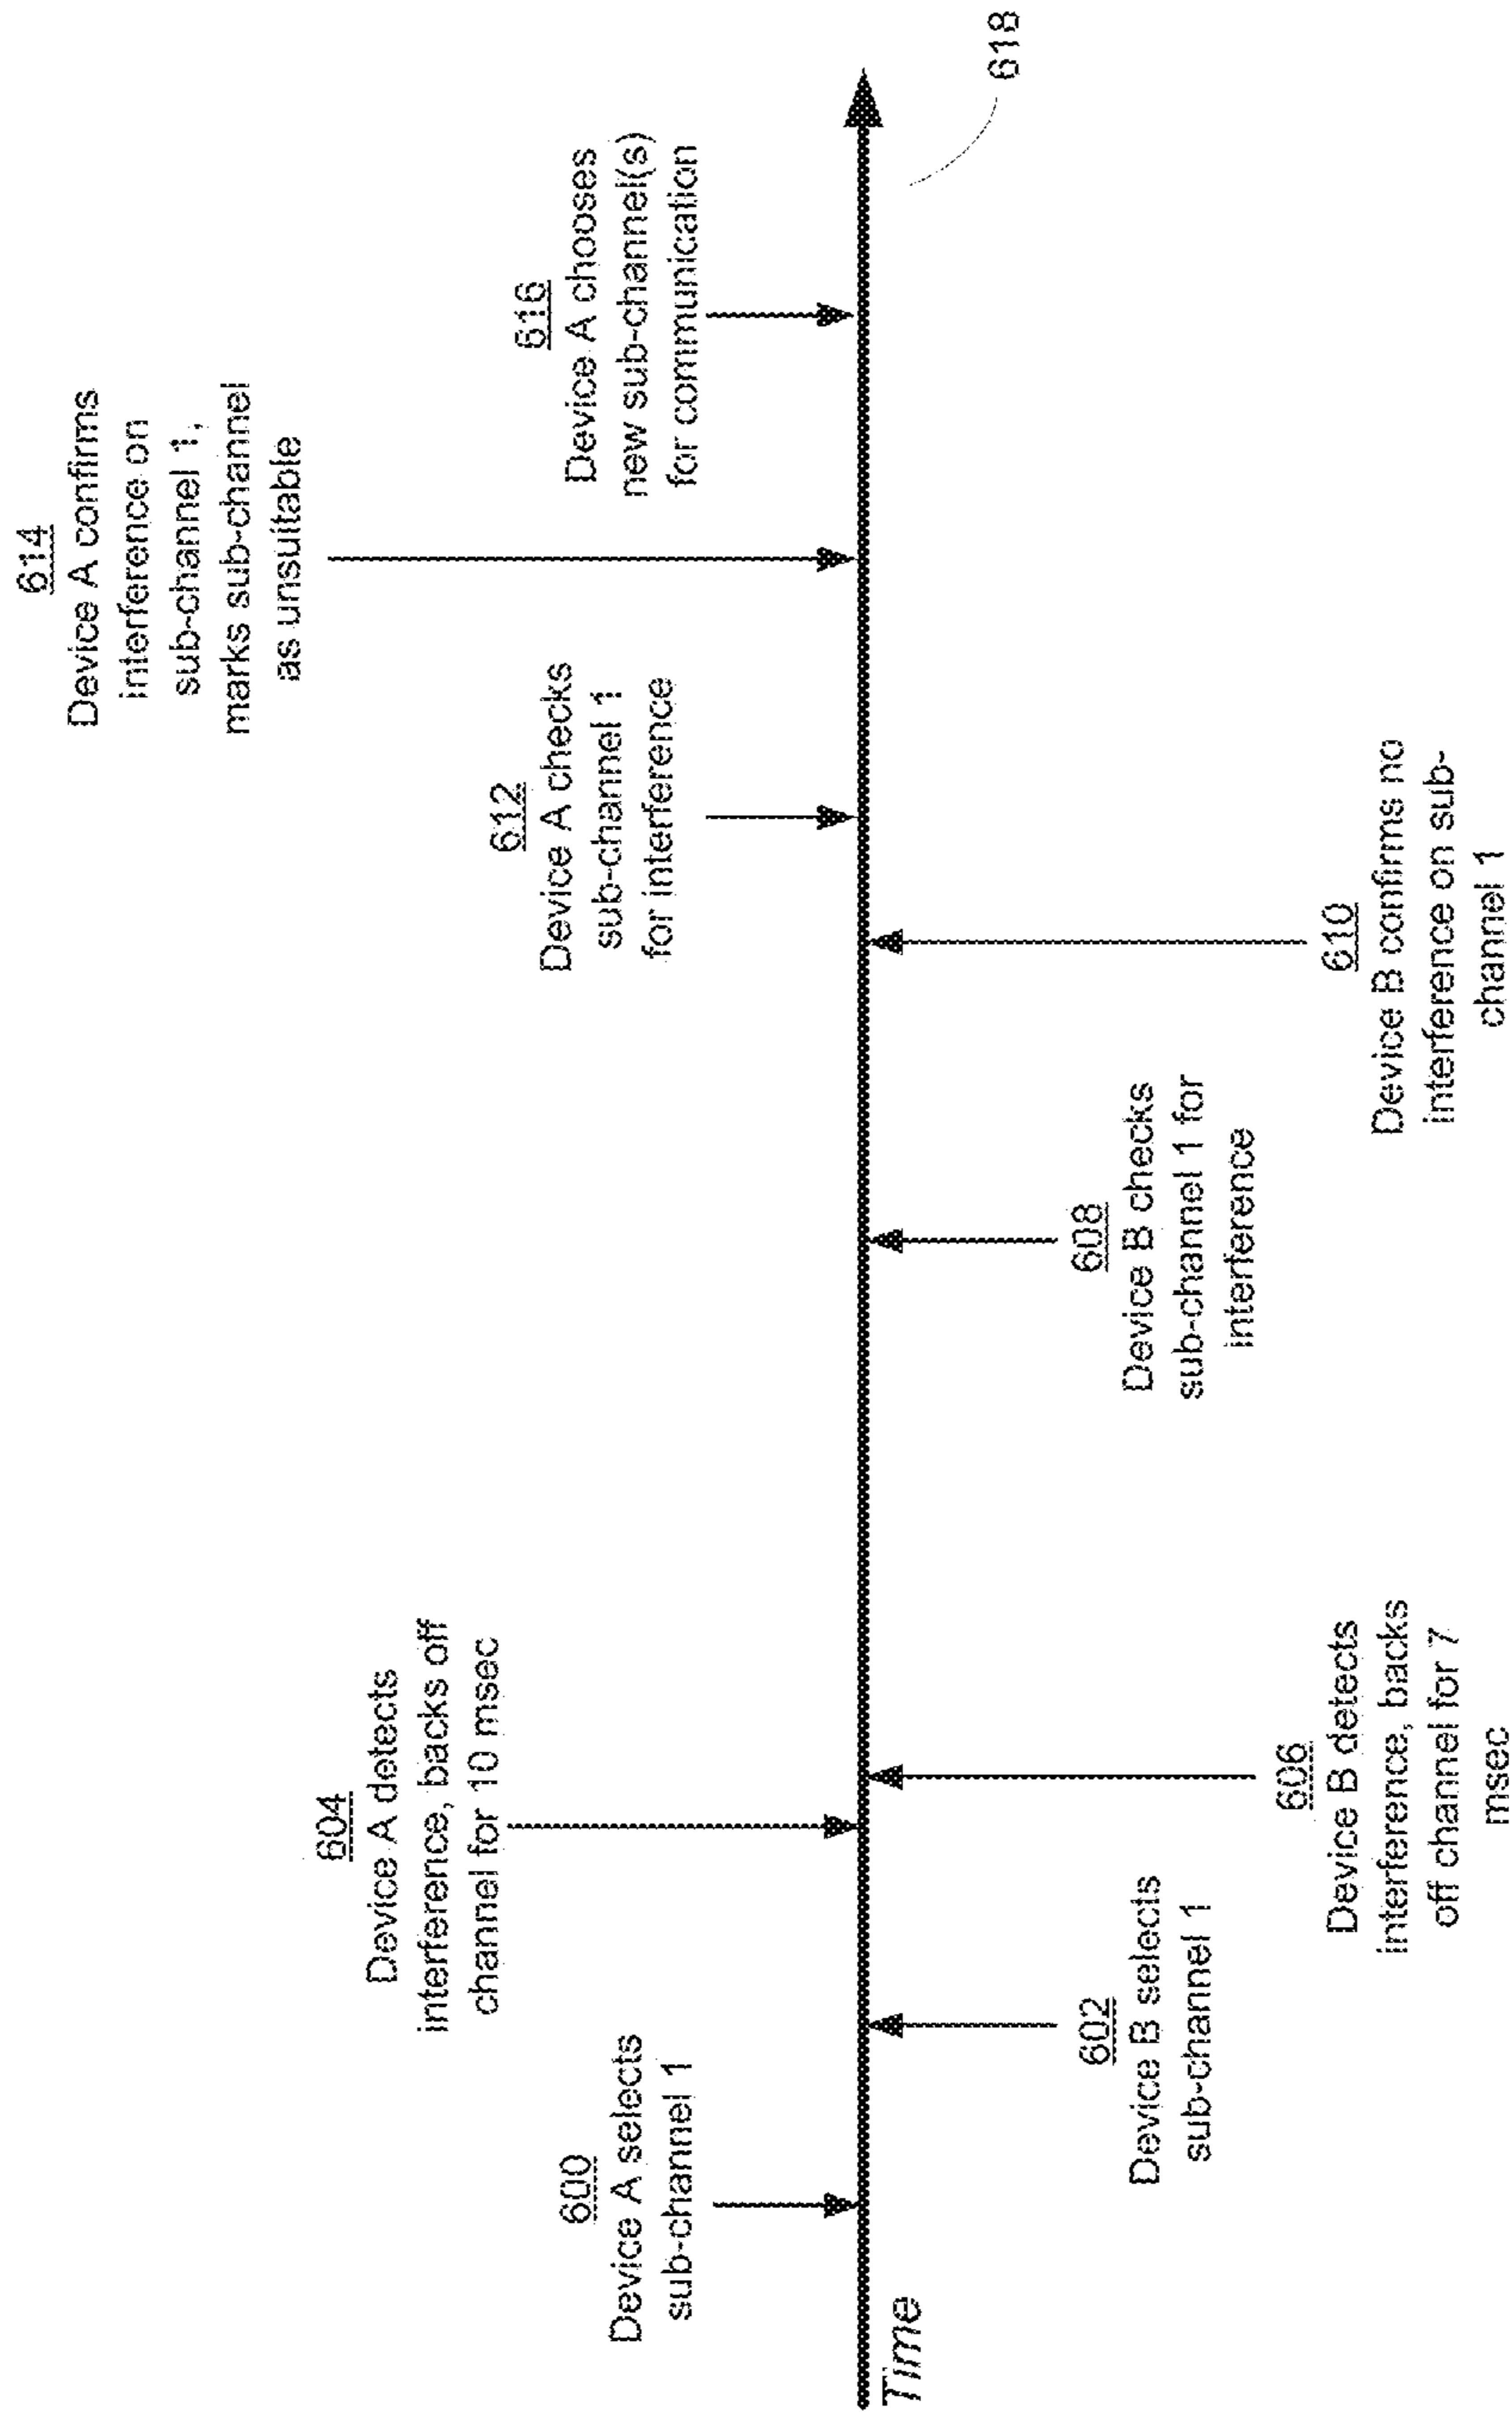 600
Device A selects
sub-channel 1
604
Device A detects
interference, backs off
channel for 10 msec
612
Device A checks
sub-channel 1
for interference
614
Device A confirms
interference on
sub-channel 1,
marks sub-channel
as unsuitable
616
Device A chooses
new sub-channel(s)
for communication
Time
618
602
Device B selects
sub-channel 1
606
Device B detects
interference, backs
off channel for 7
msec
608
Device B checks
sub-channel 1 for
interference
610
Device B confirms no
interference on sub-
channel 1